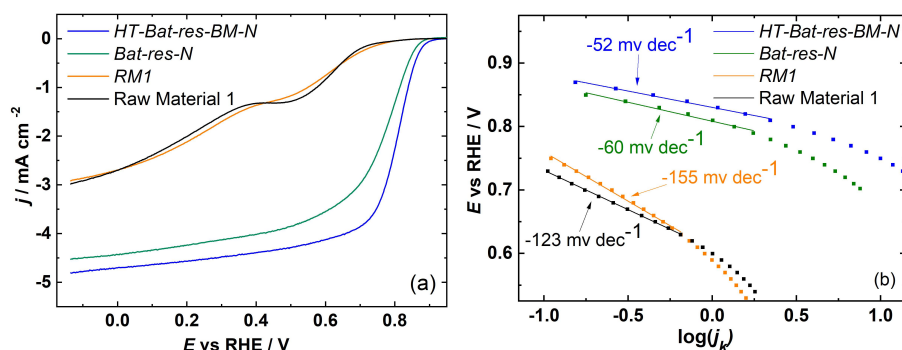 HT-Bat-res-BM-N
Bat-res-N
RM1
Raw Material 1
0
-1
-2
-3
-4
-5
j / mA cm-2
0.0
0.2
0.4
0.6
0.8
E vs RHE / V
(a)
HT-Bat-res-BM-N
Bat-res-N
RM1
Raw Material 1
-52 mv dec-1
-60 mv dec-1
-155 mv dec-1
-123 mv dec-1
0.9
0.8
0.7
0.6
E vs RHE / V
-1.0
-0.5
0.0
0.5
1.0
log(jk)
(b)